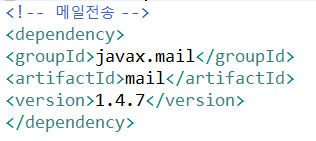 <!-- 메일전송 -->
<dependency>
<groupId>javax.mail</groupId>
<artifactId>mail</artifactId>
<version>1.4.7</version>
</dependency>